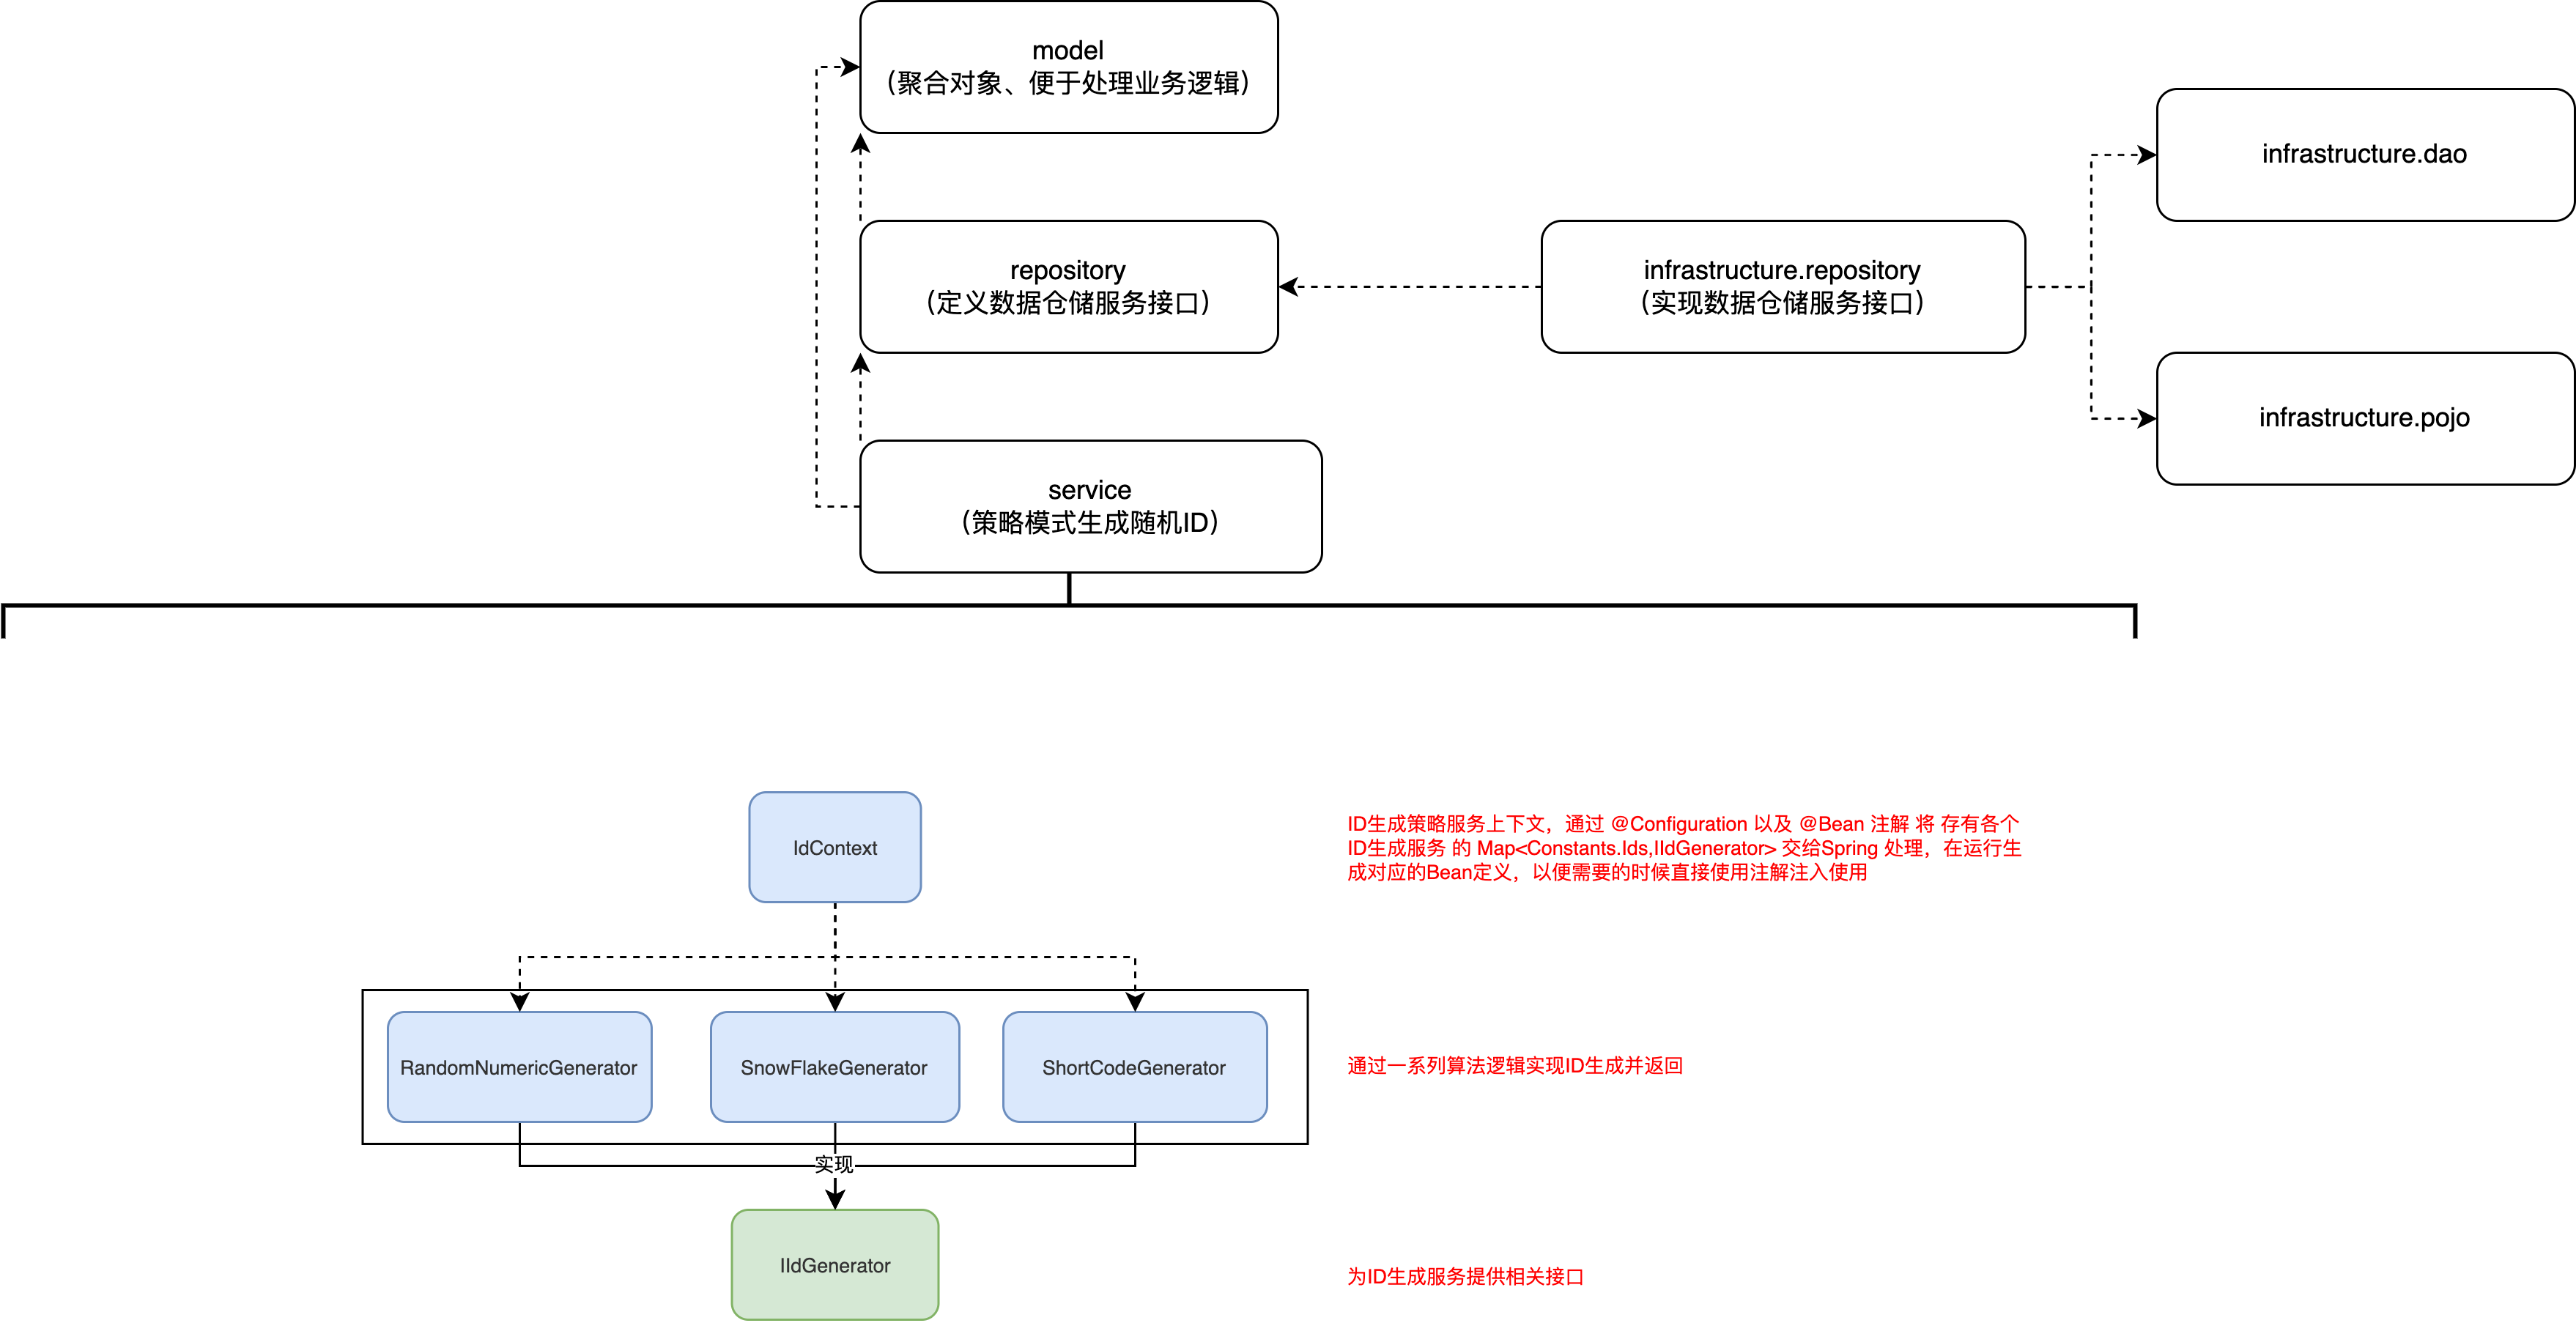 model
（聚合对象、便于处理业务逻辑）
infrastructure.dao
repository
（定义数据仓储服务接口）
infrastructure.repository
（实现数据仓储服务接口）
infrastructure.pojo
service
（策略模式生成随机ID）
IdContext
ID生成策略服务上下文，通过 @Configuration 以及 @Bean 注解 将 存有各个
ID生成服务 的 Map<Constants.Ids,IIdGenerator> 交给Spring 处理，在运行生
成对应的Bean定义，以便需要的时候直接使用注解注入使用
RandomNumericGenerator
SnowFlakeGenerator
ShortCodeGenerator
通过一系列算法逻辑实现ID生成并返回
实现
IIdGenerator
为ID生成服务提供相关接口